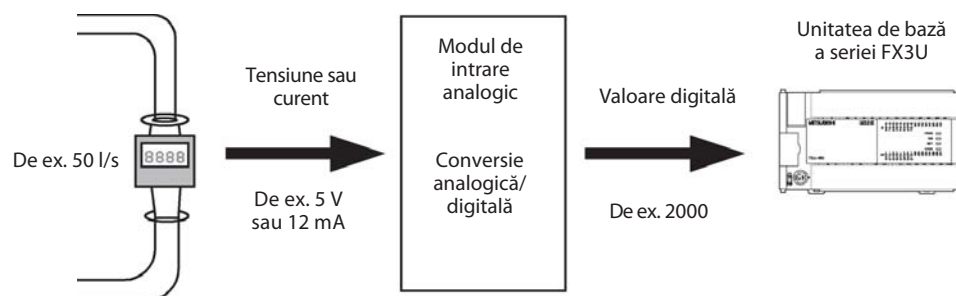 De ex. 50 l/s
8888
Tensiune sau
curent
De ex. 5 V
sau 12 mA
Modul de
intrare
analogic
Conversie
analogică/
digitală
Valoare digitală
De ex. 2000
Unitatea de bază
a seriei FX3U
MITSUBISHI